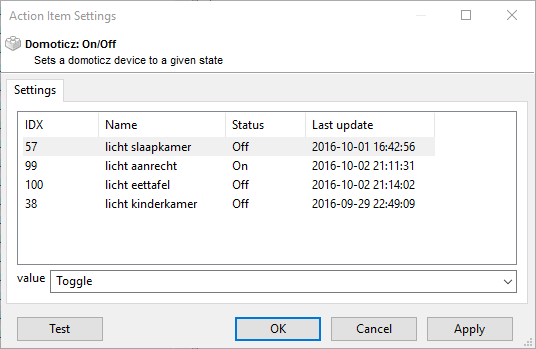 Action Item Settings
Domoticz: On/Off
Sets a domoticz device to a given state
Settings
IDX Name Status Last update
57 licht slaapkamer Off 2016-10-01 16:42:56
99 licht aanrecht On 2016-10-02 21:11:31
100 licht eettafel Off 2016-10-02 21:14:02
38 licht kinderkamer Off 2016-09-29 22:49:09
value Toggle
Test OK Cancel Apply